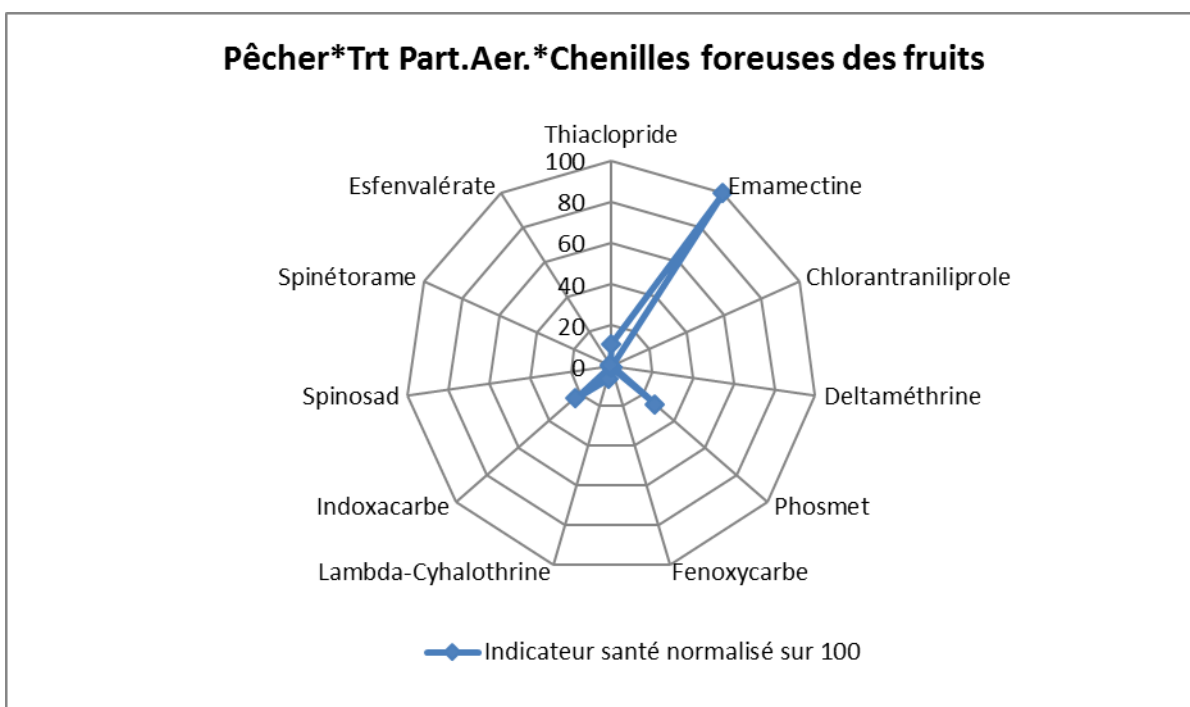 Pêcher*Trt Part.Aer.*Chenilles foreuses des fruits
Thiaclopride
100
Esfenvalérate
Emamectine
80
60
Spinétorame
Chlorantraniliprole
40
20
0
Spinosad
Deltaméthrine
Indoxacarbe
Phosmet
Lambda-Cyhalothrine
Fenoxycarbe
Indicateur santé normalisé sur 100